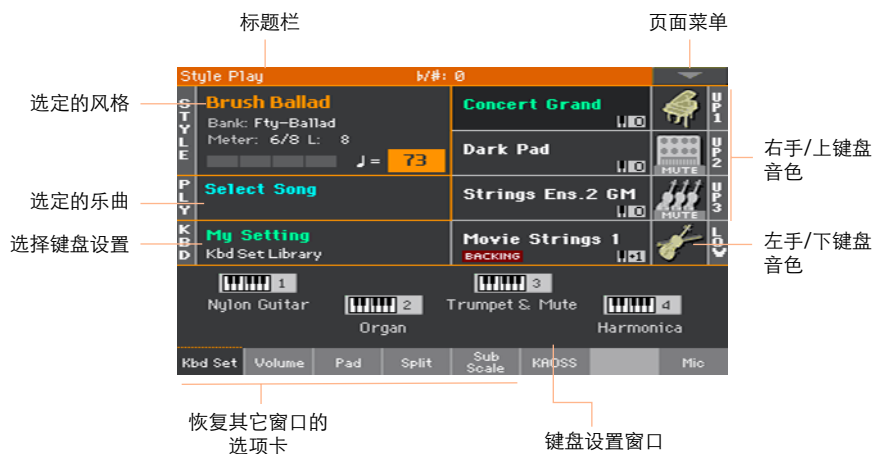 标题栏
页面菜单
Style Play ♭/#: 0
选定的风格
STYLE
Brush Ballad
Bank: Fty-Ballad
Meter: 6/8 L: 8
♩ = 73
Concert Grand
0
UP1
Dark Pad
0
MUTE
UP2
右手/上键盘
音色
选定的乐曲
PLY
Select Song
Strings Ens.2 GM
0
MUTE
UP3
选择键盘设置
KBD
My Setting
Kbd Set Library
Movie Strings 1
BACKING
+1
LOW
左手/下键盘
音色
1
Nylon Guitar
2
Organ
3
Trumpet & Mute
4
Harmonica
Kbd Set Volume Pad Split Sub Scale KAOSS Mic
恢复其它窗口的
选项卡
键盘设置窗口